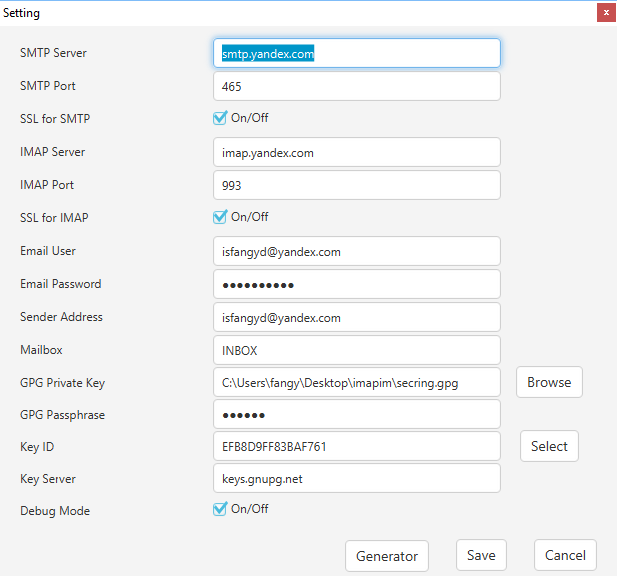 Setting
SMTP Server smtp.yandex.com
SMTP Port 465
SSL for SMTP On/Off
IMAP Server imap.yandex.com
IMAP Port 993
SSL for IMAP On/Off
Email User isfangyd@yandex.com
Email Password ●●●●●●●●●●
Sender Address isfangyd@yandex.com
Mailbox INBOX
GPG Private Key C:\Users\fangy\Desktop\imapim\secring.gpg Browse
GPG Passphrase ●●●●●●
Key ID EFB8D9FF83BAF761 Select
Key Server keys.gnupg.net
Debug Mode On/Off
Generator Save Cancel